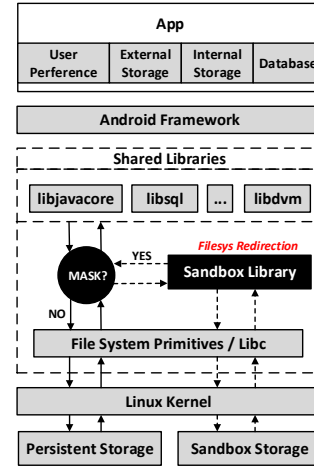 App
User Perference
External Storage
Internal Storage
Database
Android Framework
Shared Libraries
libjavacore
libsql
...
libdvm
Filesys Redirection
YES
MASK?
Sandbox Library
NO
File System Primitives / Libc
Linux Kernel
Persistent Storage
Sandbox Storage